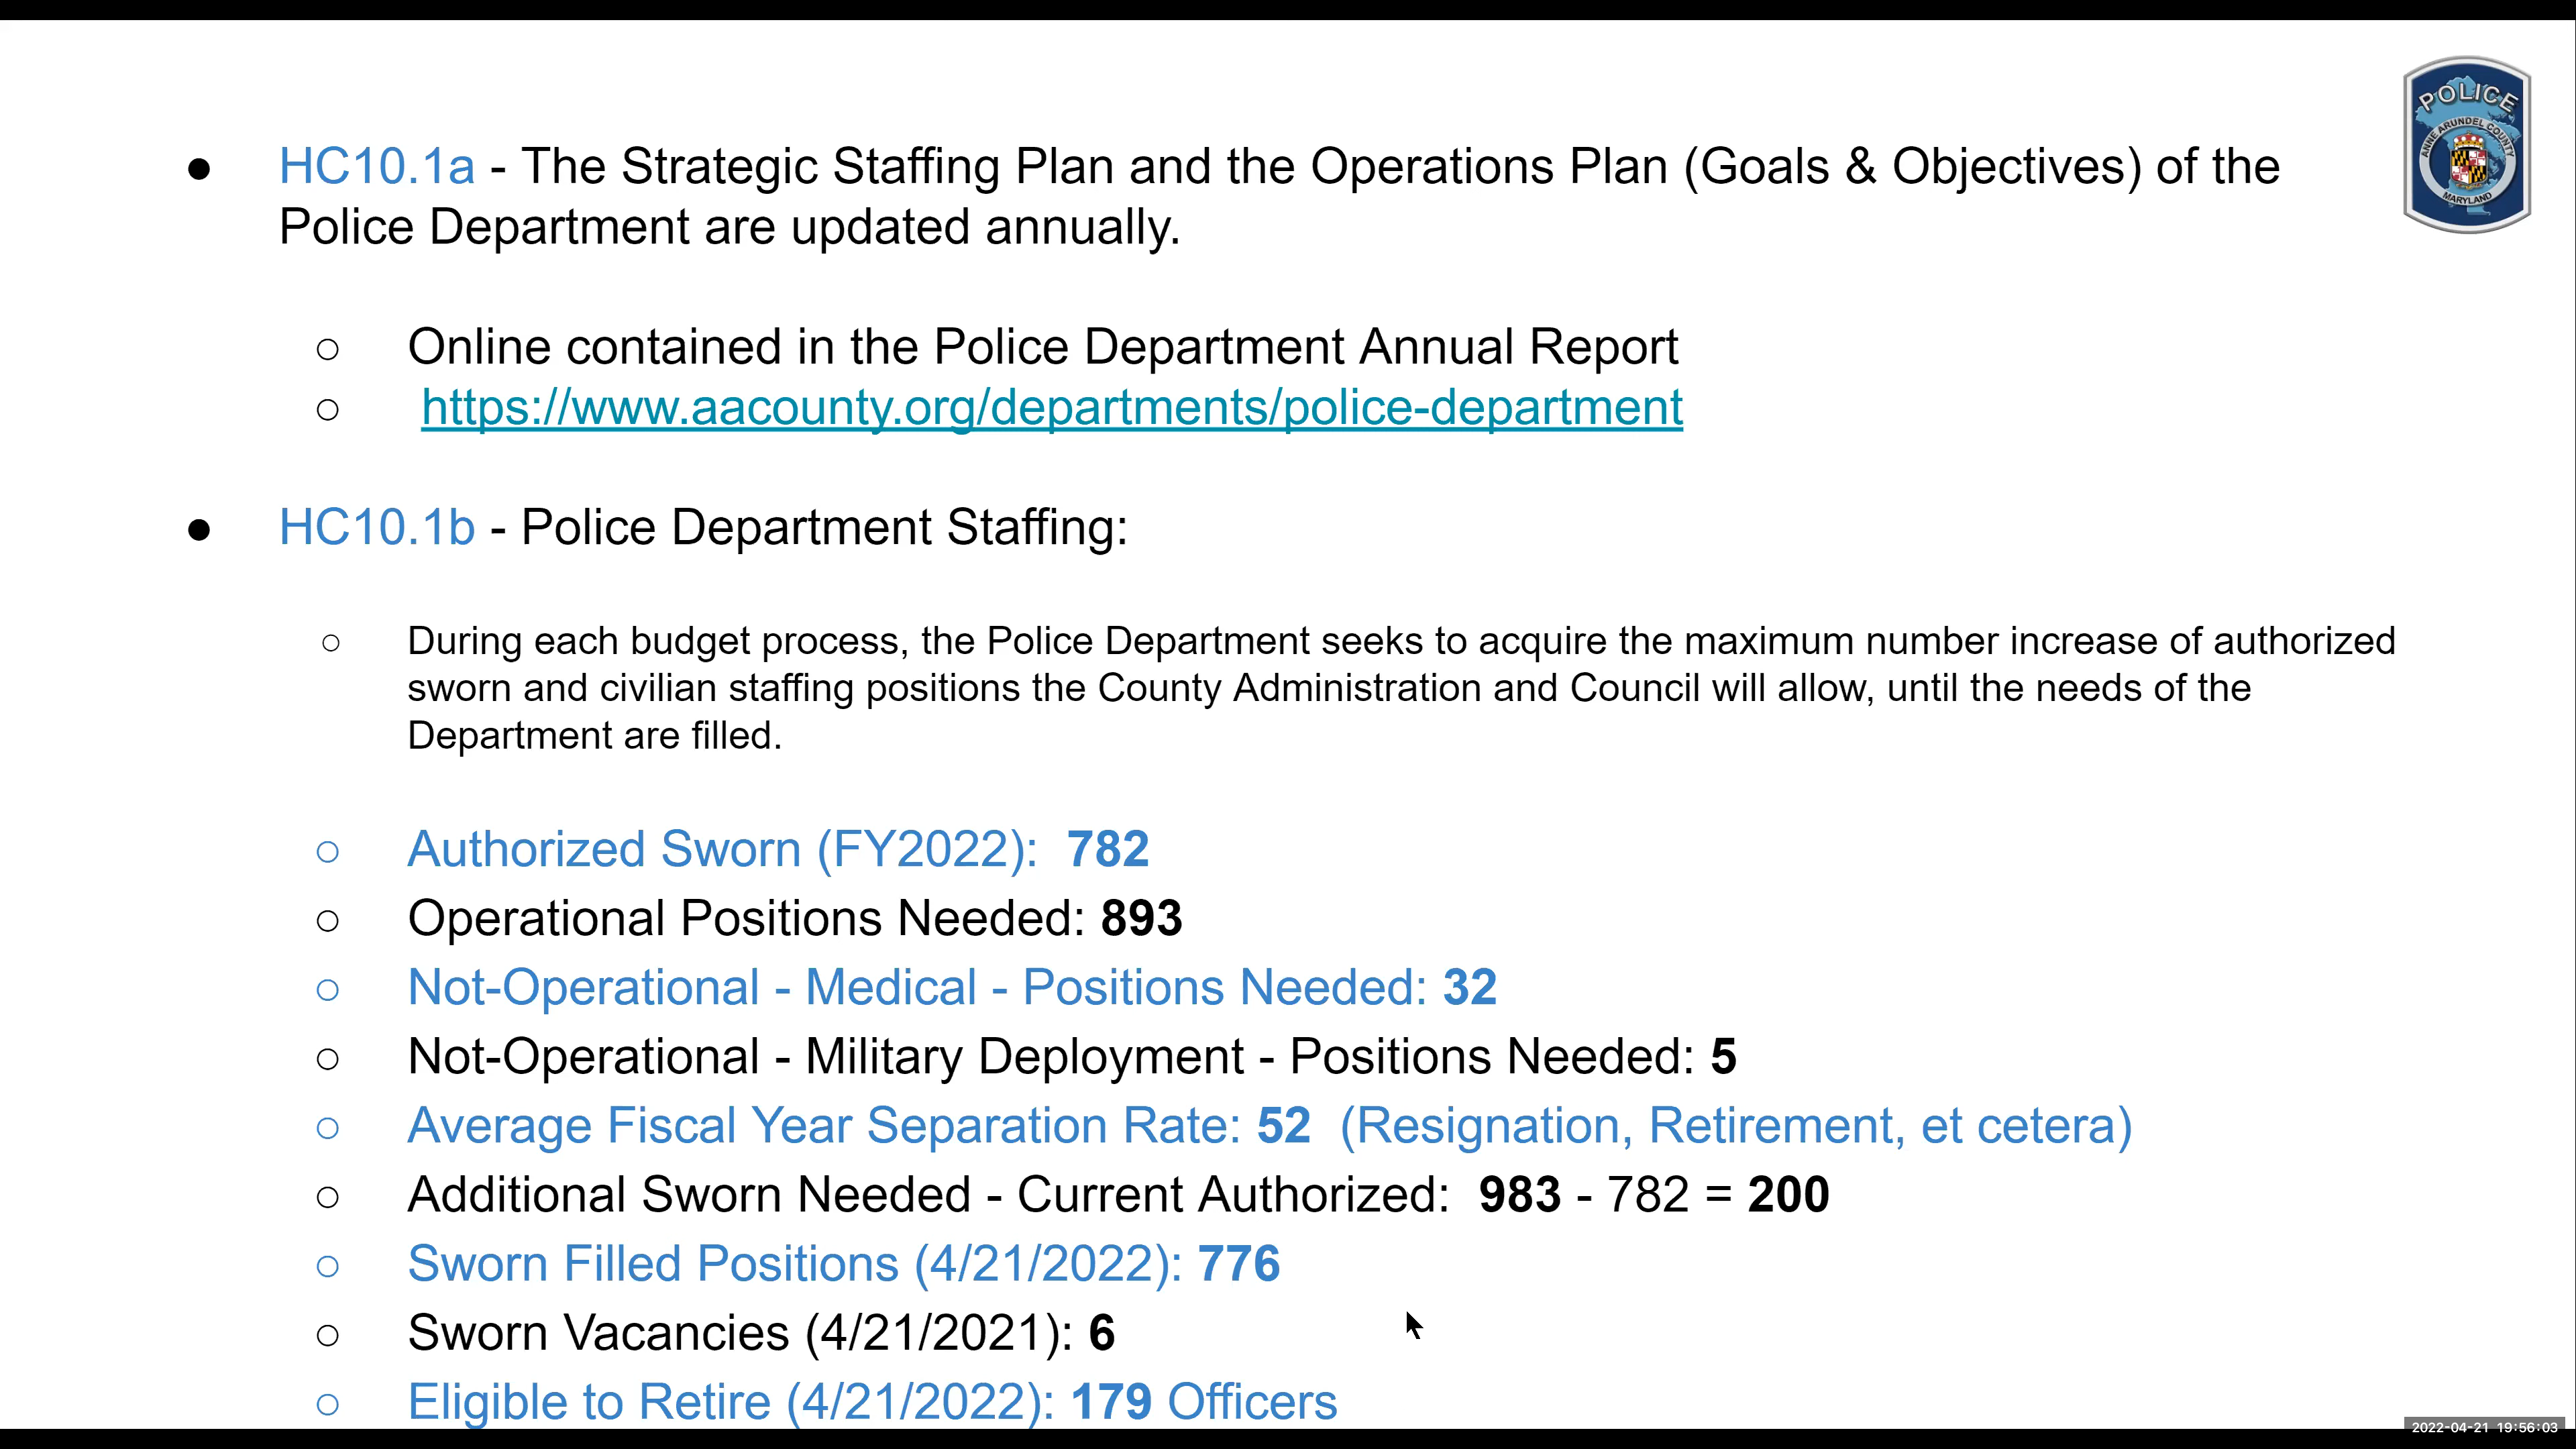 POLICE
ANNE ARUNDEL COUNTY
MARYLAND
● HC10.1a - The Strategic Staffing Plan and the Operations Plan (Goals & Objectives) of the
Police Department are updated annually.
○ Online contained in the Police Department Annual Report
○ https://www.aacounty.org/departments/police-department
● HC10.1b - Police Department Staffing:
○ During each budget process, the Police Department seeks to acquire the maximum number increase of authorized
sworn and civilian staffing positions the County Administration and Council will allow, until the needs of the
Department are filled.
○ Authorized Sworn (FY2022): 782
○ Operational Positions Needed: 893
○ Not-Operational - Medical - Positions Needed: 32
○ Not-Operational - Military Deployment - Positions Needed: 5
○ Average Fiscal Year Separation Rate: 52 (Resignation, Retirement, et cetera)
○ Additional Sworn Needed - Current Authorized: 983 - 782 = 200
○ Sworn Filled Positions (4/21/2022): 776
○ Sworn Vacancies (4/21/2021): 6
○ Eligible to Retire (4/21/2022): 179 Officers
2022-04-21 19:56:03